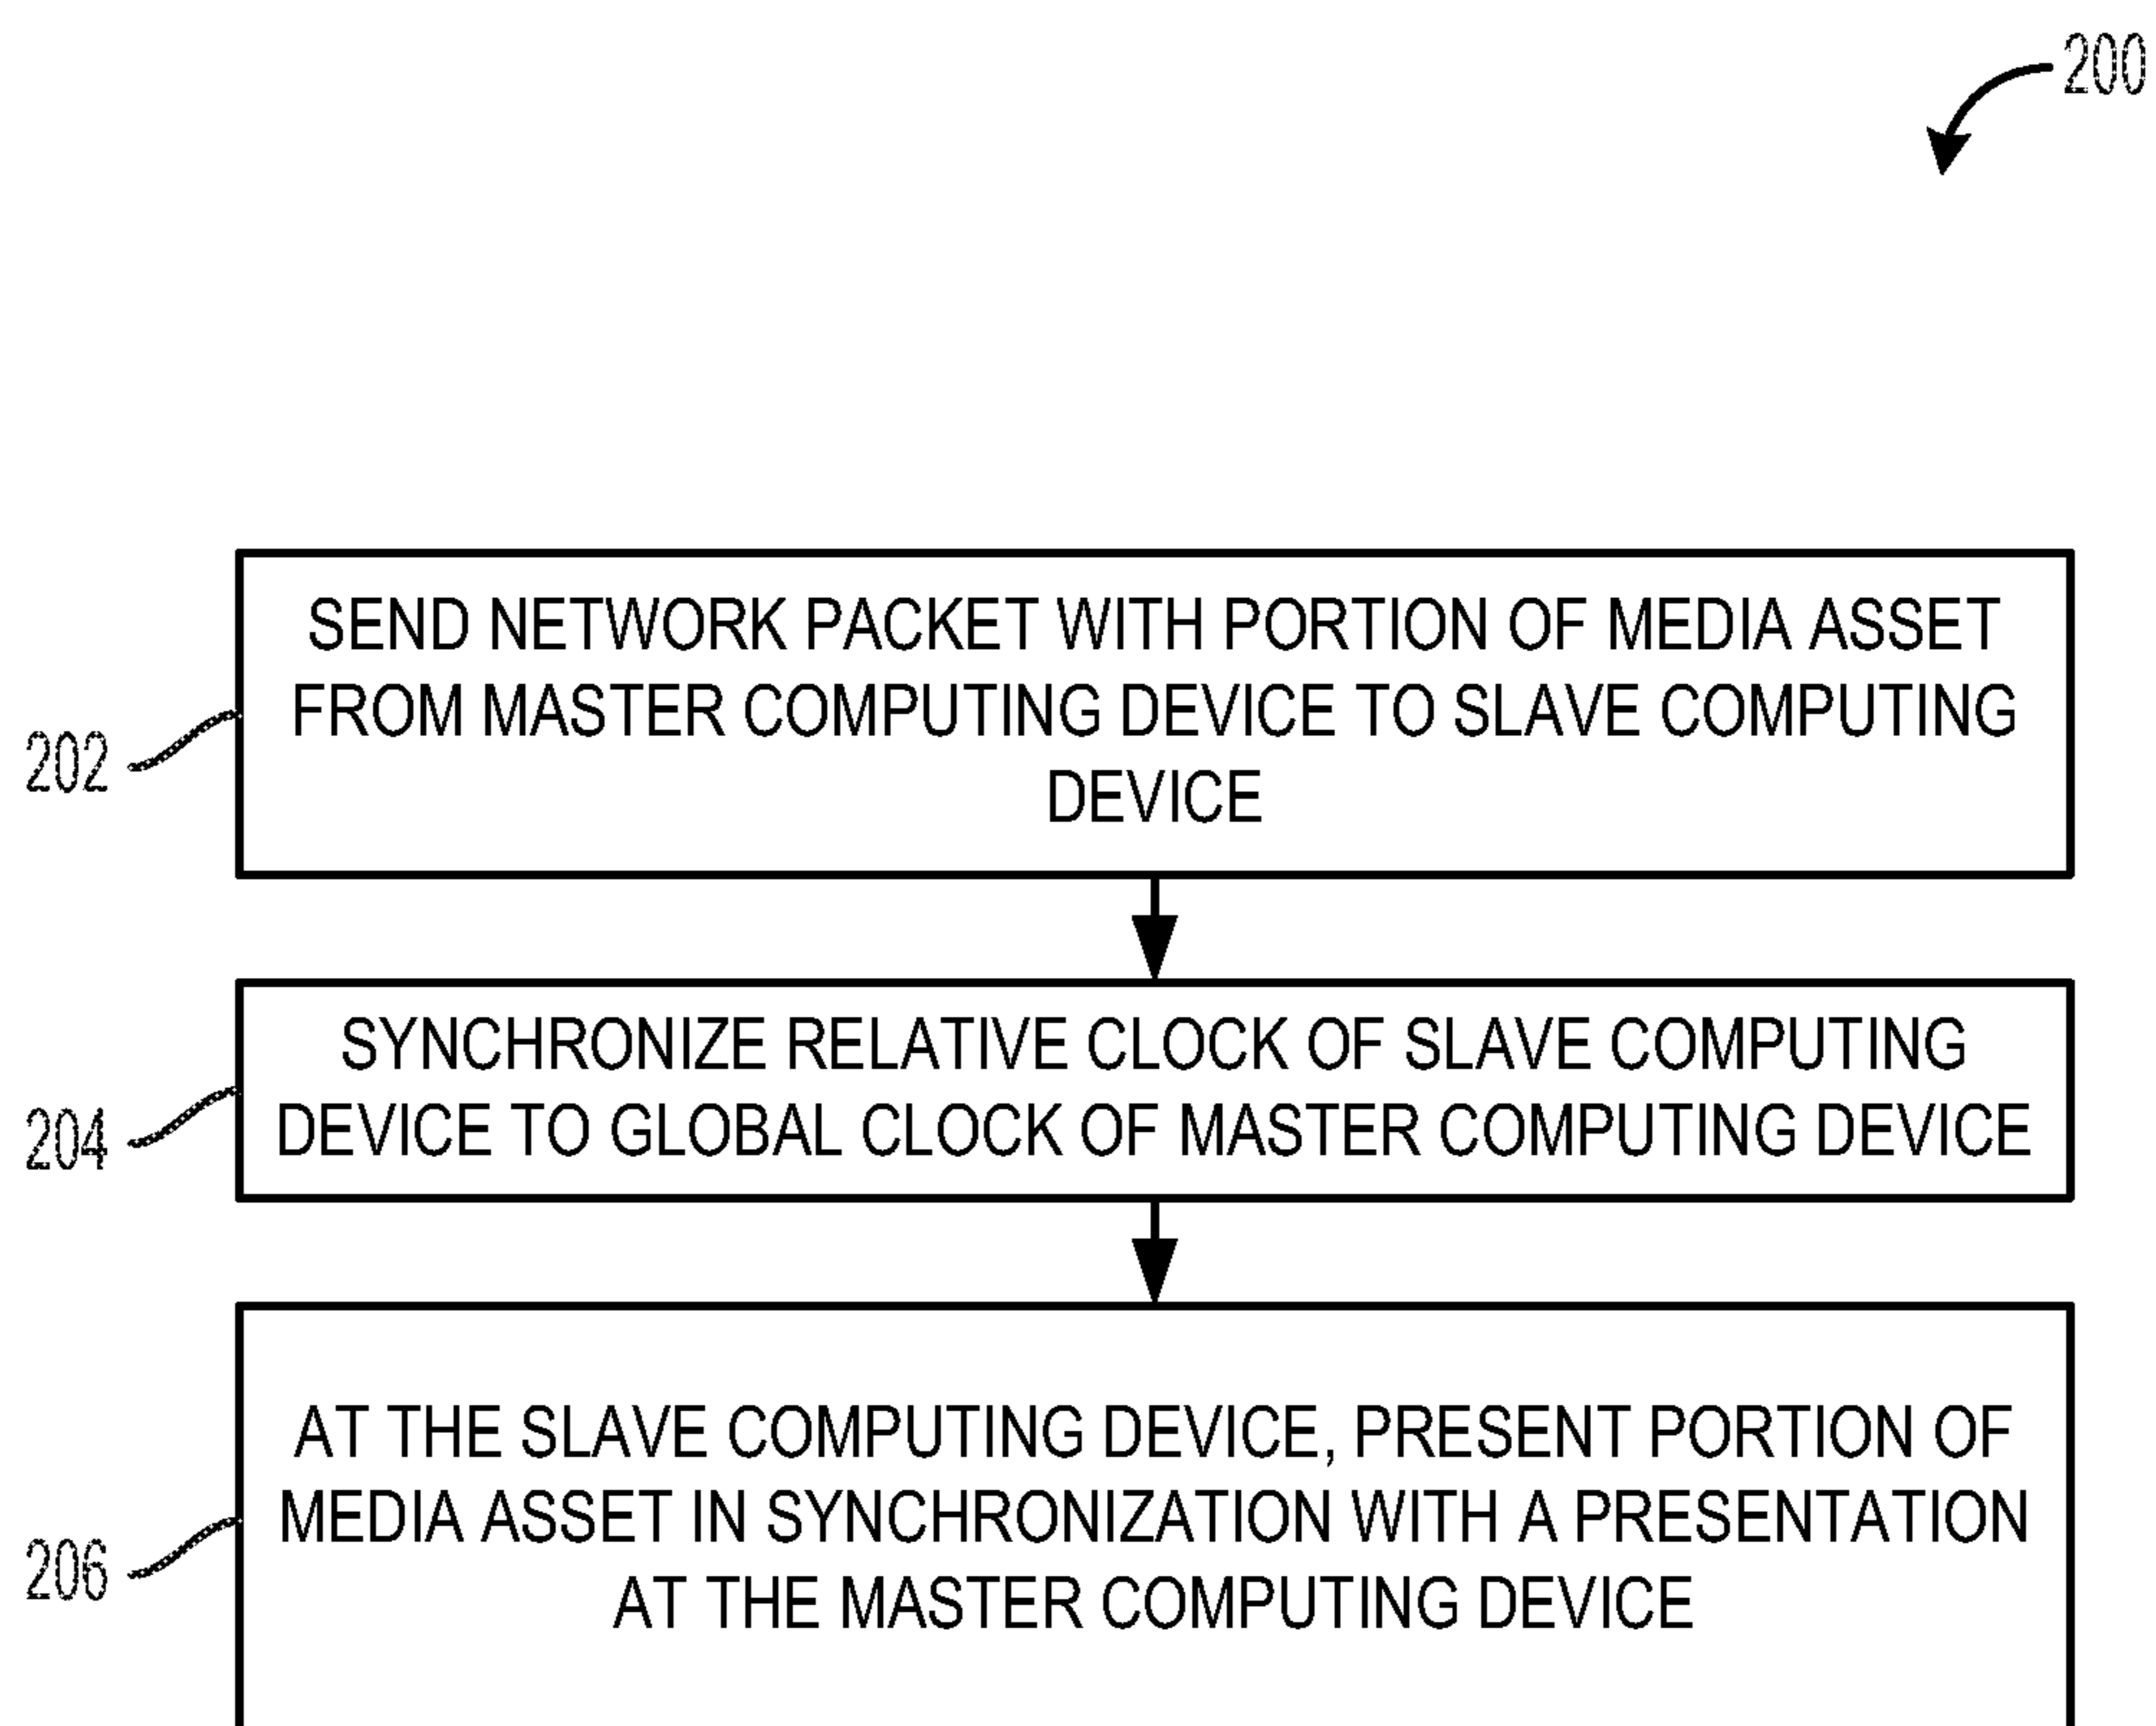 200
SEND NETWORK PACKET WITH PORTION OF MEDIA ASSET
FROM MASTER COMPUTING DEVICE TO SLAVE COMPUTING
DEVICE
202
SYNCHRONIZE RELATIVE CLOCK OF SLAVE COMPUTING
DEVICE TO GLOBAL CLOCK OF MASTER COMPUTING DEVICE
204
AT THE SLAVE COMPUTING DEVICE, PRESENT PORTION OF
MEDIA ASSET IN SYNCHRONIZATION WITH A PRESENTATION
AT THE MASTER COMPUTING DEVICE
206